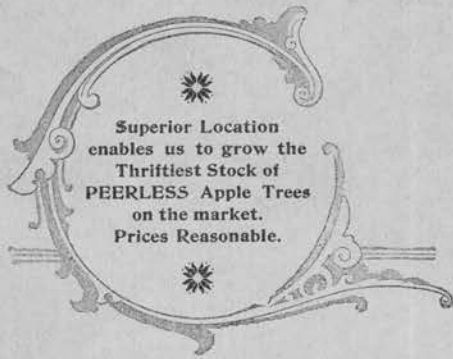 Superior Location
enables us to grow the
Thriftiest Stock of
PEERLESS Apple Trees
on the market.
Prices Reasonable.